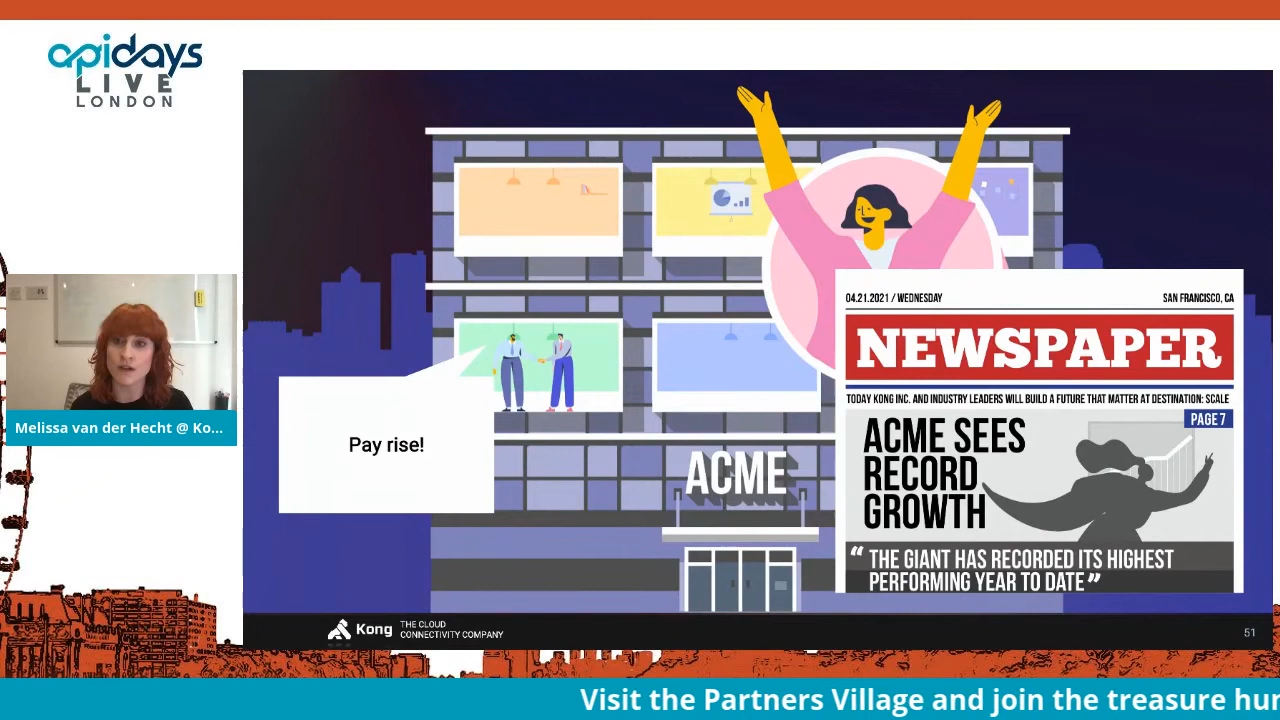 apidays
LIVE
LONDON
Melissa van der Hecht @ Ko...
Pay rise!
ACME
04.21.2021 / WEDNESDAY
SAN FRANCISCO, CA
NEWSPAPER
TODAY KONG INC. AND INDUSTRY LEADERS WILL BUILD A FUTURE THAT MATTER AT DESTINATION: SCALE
PAGE 7
ACME SEES
RECORD
GROWTH
“ THE GIANT HAS RECORDED ITS HIGHEST
PERFORMING YEAR TO DATE”
Kong
THE CLOUD
CONNECTIVITY COMPANY
51
Visit the Partners Village and join the treasure hun